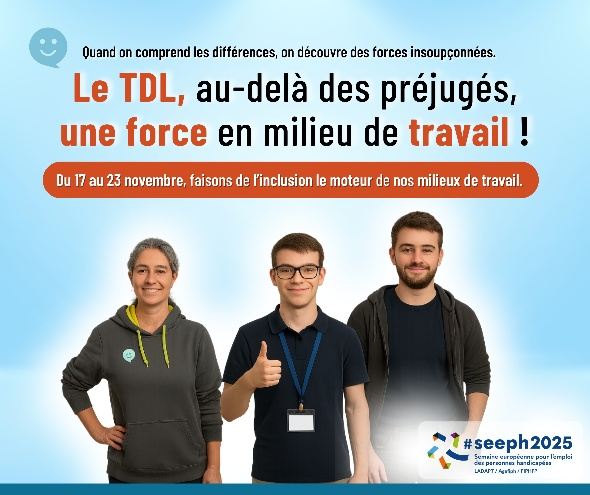 Quand on comprend les différences, on découvre des forces insoupçonnées.
Le TDL, au-delà des préjugés,
une force en milieu de travail !
Du 17 au 23 novembre, faisons de l'inclusion le moteur de nos milieux de travail.
#seeph2025
Semaine européenne pour l'emploi
des personnes handicapées
LADAPT / Agefiph / FIPHFP